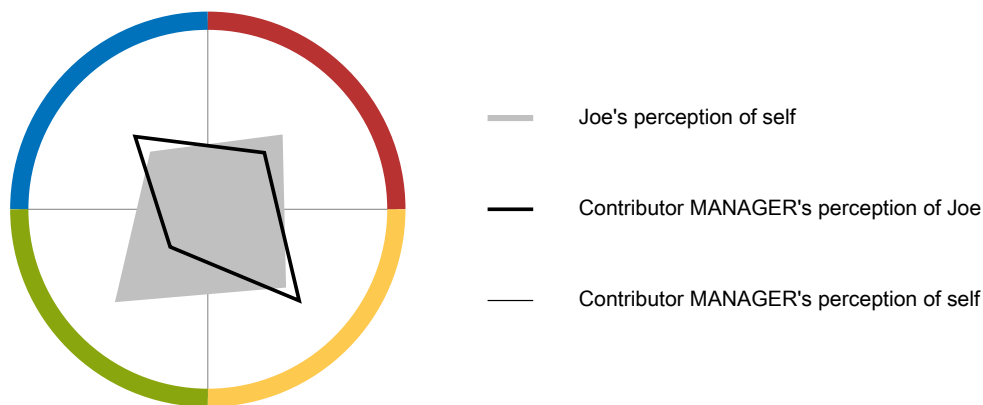 Joe's perception of self
Contributor MANAGER's perception of Joe
Contributor MANAGER's perception of self